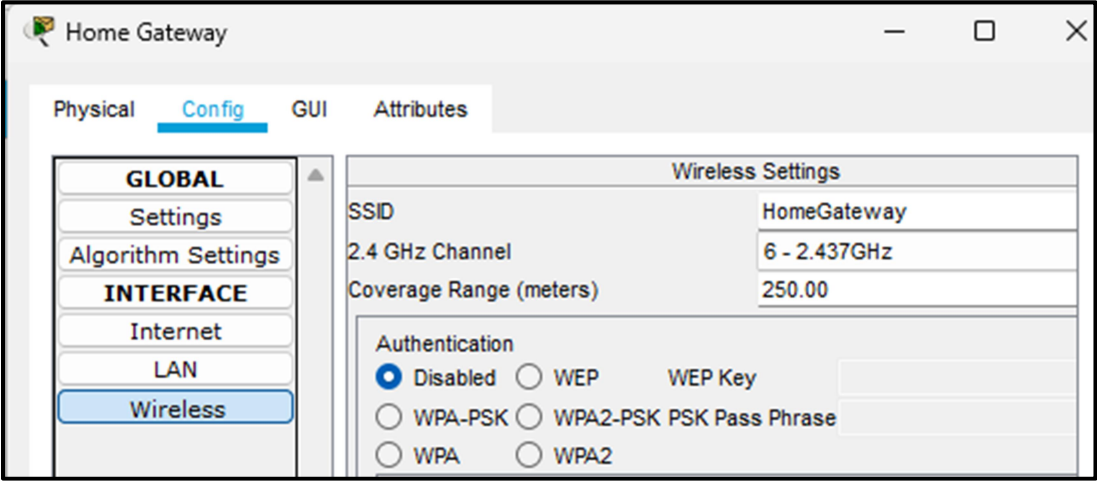 Home Gateway
Physical Config GUI Attributes
GLOBAL
Settings
Algorithm Settings
INTERFACE
Internet
LAN
Wireless
Wireless Settings
SSID HomeGateway
2.4 GHz Channel 6 - 2.437GHz
Coverage Range (meters) 250.00
Authentication
Disabled WEP WEP Key
WPA-PSK WPA2-PSK PSK Pass Phrase
WPA WPA2